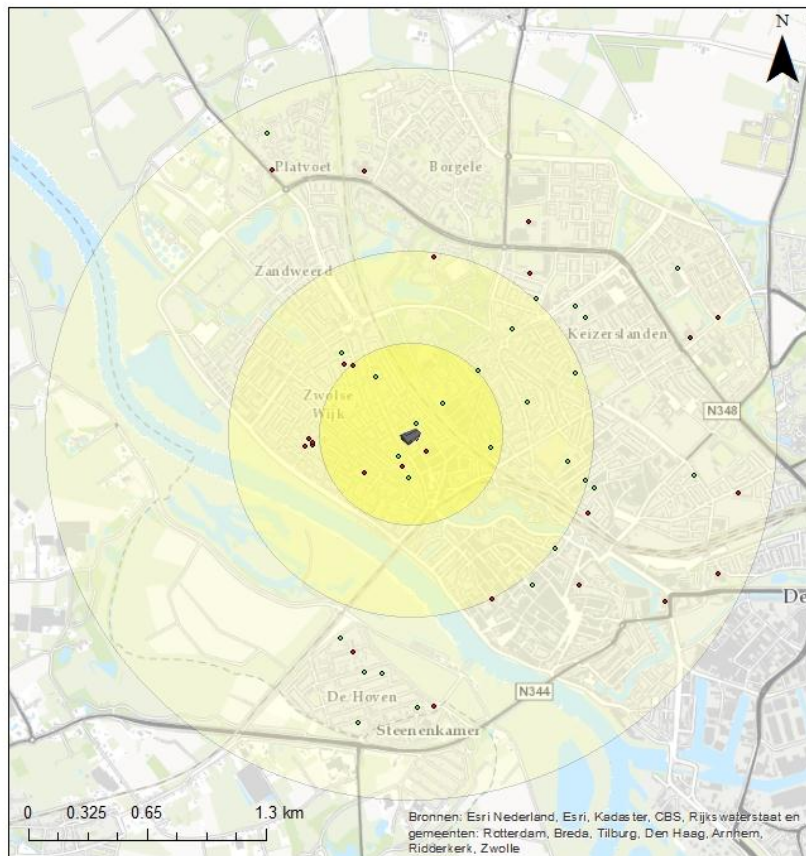 N
Platvoet
Borgele
Zandweerd
Keizerslanden
Zwolse
Wijk
N348
De
De Hoven
N344
Steenenkamer
0 0.325 0.65 1.3 km
Bronnen: Esri Nederland, Esri, Kadaster, CBS, Rijkswaterstaat en
gemeenten: Rotterdam, Breda, Tilburg, Den Haag, Arnhem,
Ridderkerk, Zwolle